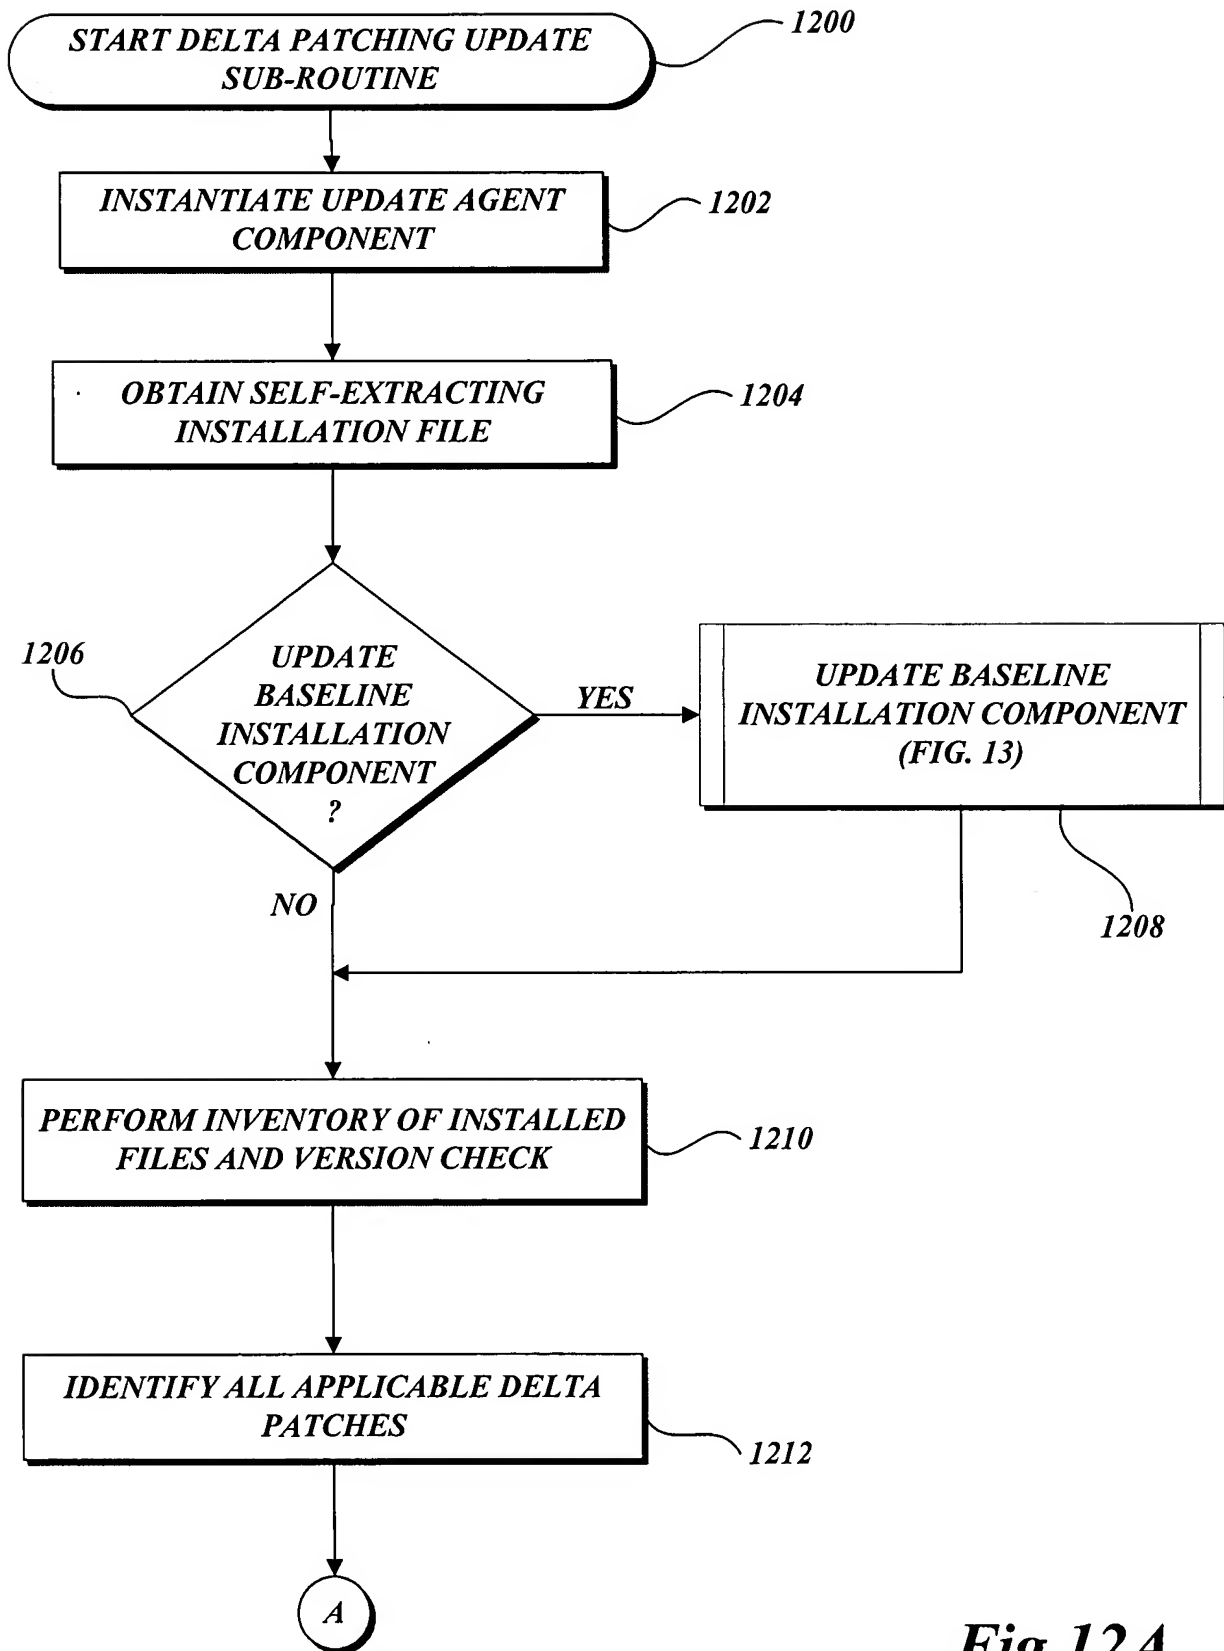 START DELTA PATCHING UPDATE
SUB-ROUTINE
1200
INSTANTIATE UPDATE AGENT
COMPONENT
1202
OBTAIN SELF-EXTRACTING
INSTALLATION FILE
1204
1206
UPDATE
BASELINE
INSTALLATION
COMPONENT
?
YES
UPDATE BASELINE
INSTALLATION COMPONENT
(FIG. 13)
1208
NO
PERFORM INVENTORY OF INSTALLED
FILES AND VERSION CHECK
1210
IDENTIFY ALL APPLICABLE DELTA
PATCHES
1212
A
Fig.12A.